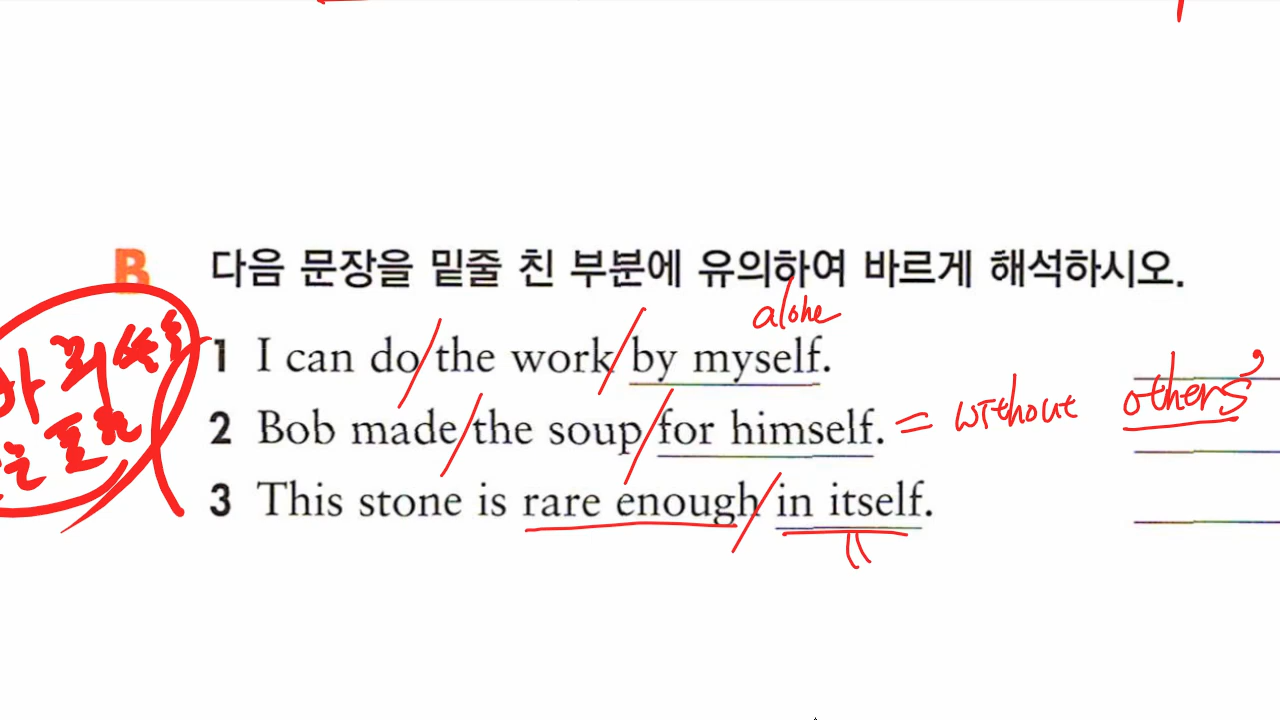 B 다음 문장을 밑줄 친 부분에 유의하여 바르게 해석하시오.
alone
1 I can do the work by myself.
2 Bob made the soup for himself. = without others'
3 This stone is rare enough in itself.